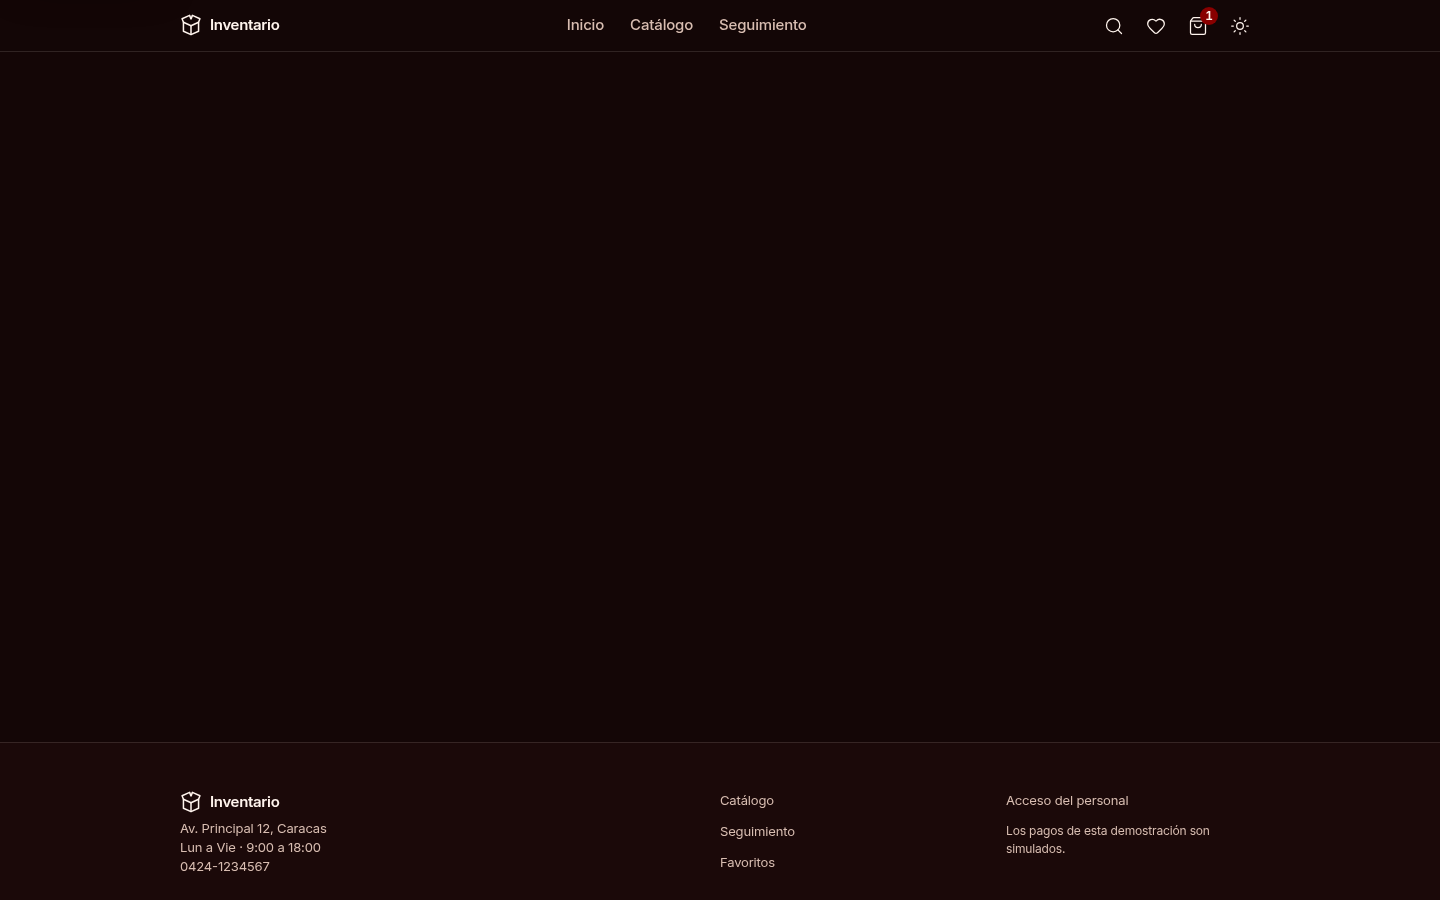 Inventario
Inicio
Catálogo
Seguimiento
1
Inventario
Av. Principal 12, Caracas
Lun a Vie · 9:00 a 18:00
0424-1234567
Catálogo
Seguimiento
Favoritos
Acceso del personal
Los pagos de esta demostración son
simulados.